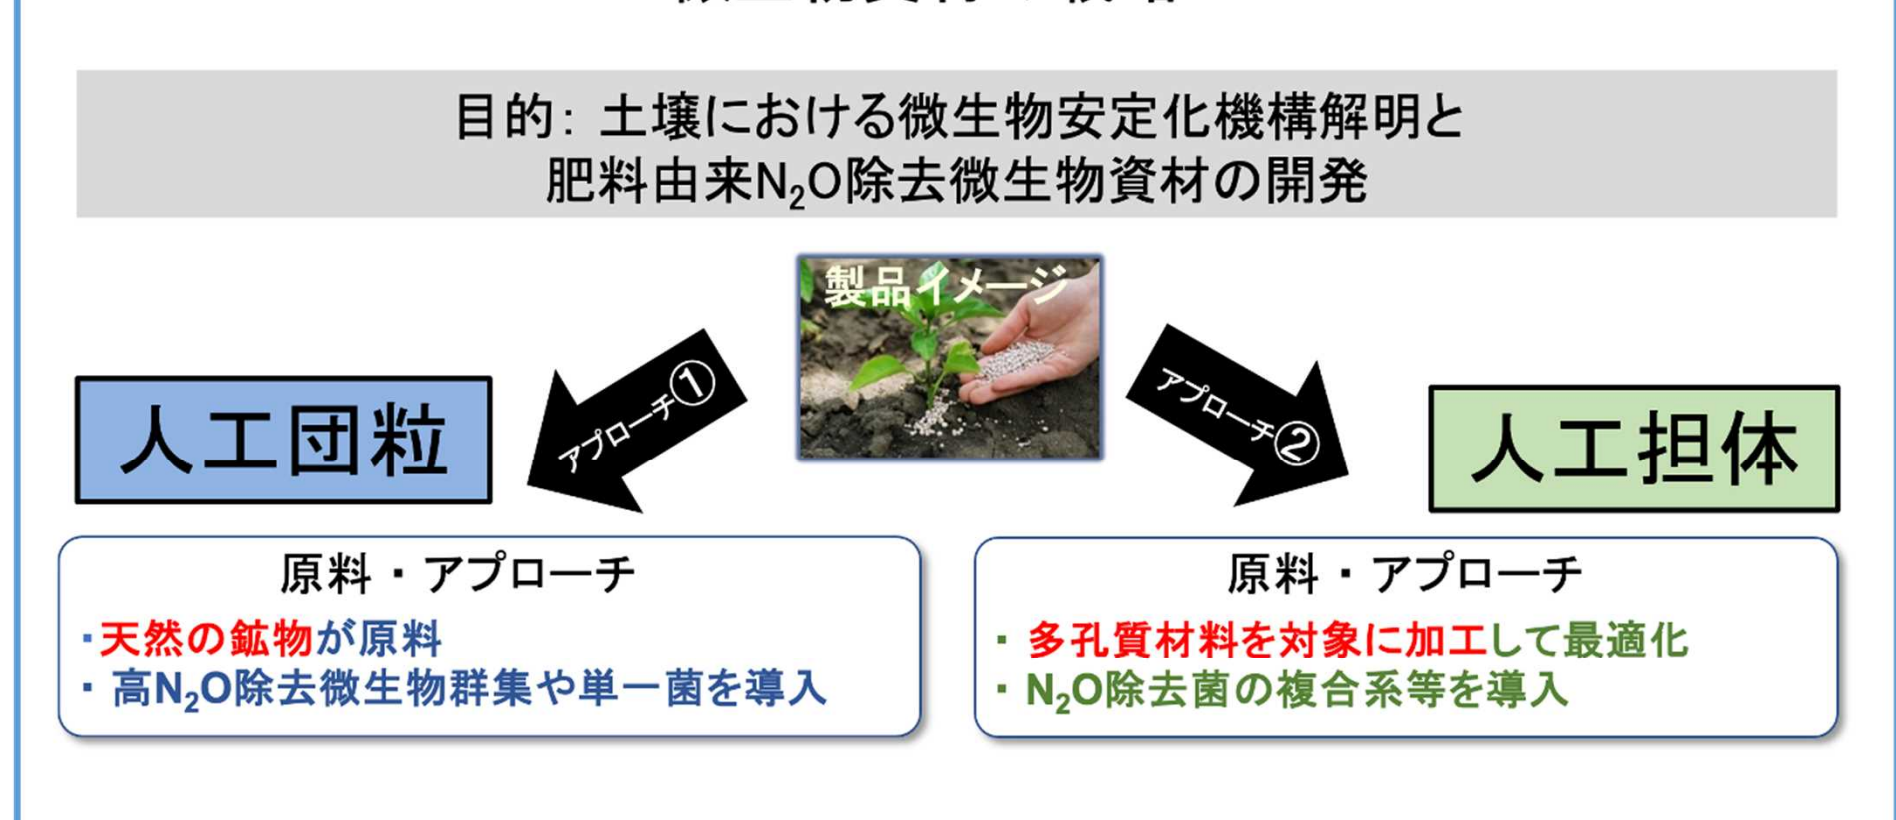 目的: 土壌における微生物安定化機構解明と
肥料由来N₂O除去微生物資材の開発
製品イメージ
アプローチ①
アプローチ②
人工団粒
人工担体
原料・アプローチ
・天然の鉱物が原料
・高N₂O除去微生物群集や単一菌を導入
原料・アプローチ
・多孔質材料を対象に加工して最適化
・N₂O除去菌の複合系等を導入